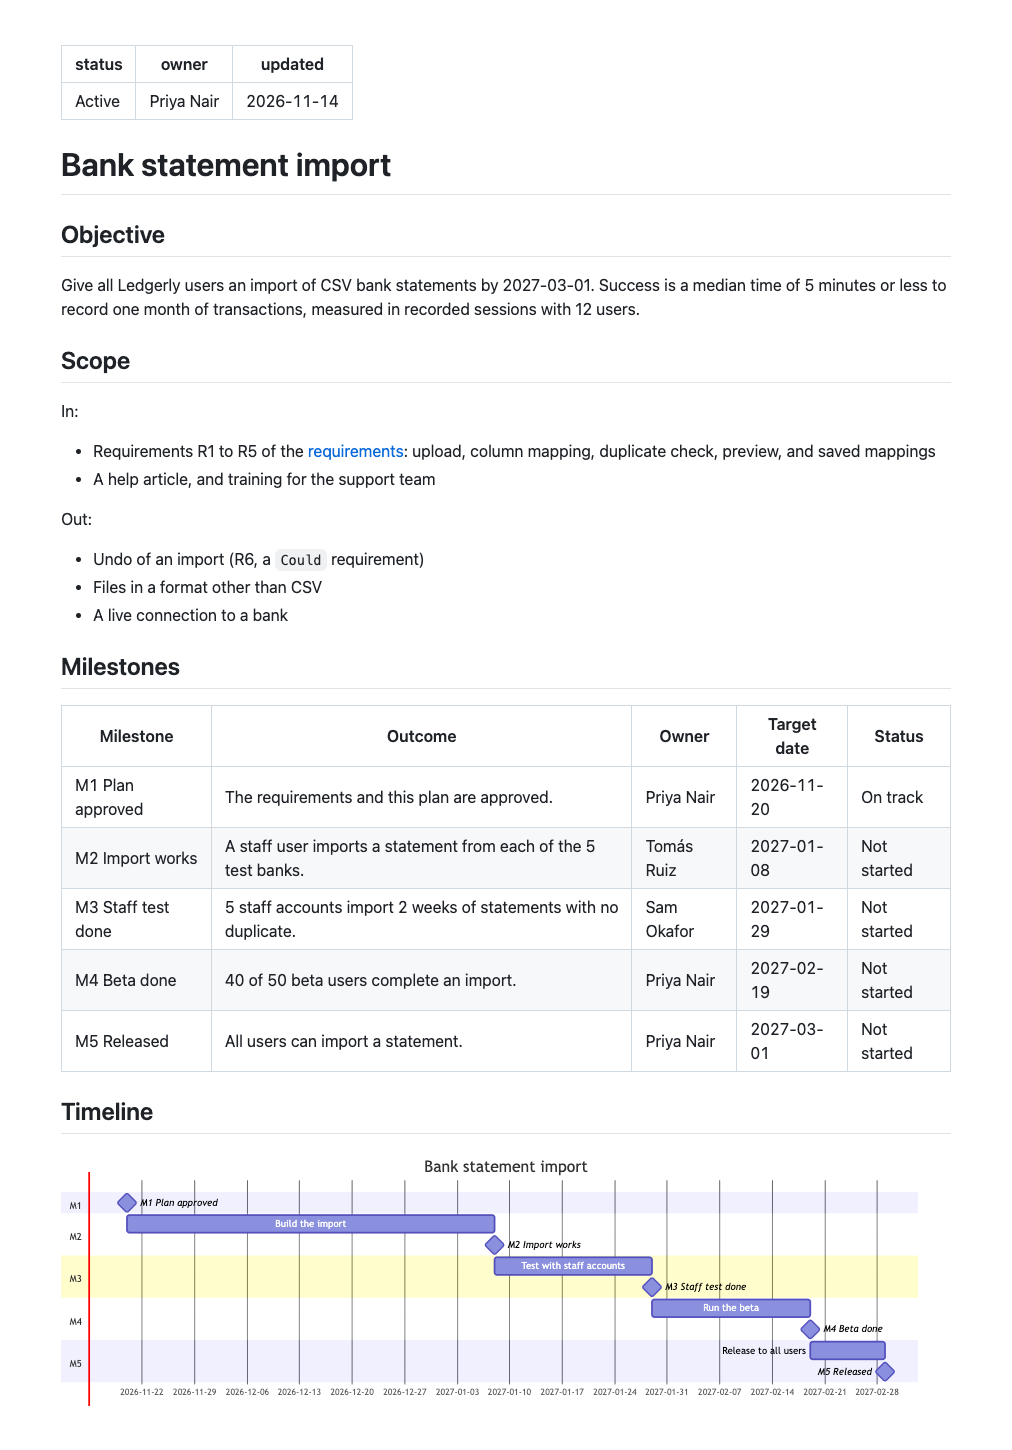 status owner updated
Active Priya Nair 2026-11-14
Bank statement import
Objective
Give all Ledgerly users an import of CSV bank statements by 2027-03-01. Success is a median time of 5 minutes or less to
record one month of transactions, measured in recorded sessions with 12 users.
Scope
In:
• Requirements R1 to R5 of the requirements: upload, column mapping, duplicate check, preview, and saved mappings
• A help article, and training for the support team
Out:
• Undo of an import (R6, a Could requirement)
• Files in a format other than CSV
• A live connection to a bank
Milestones
Milestone Outcome Owner Target date Status
M1 Plan approved The requirements and this plan are approved. Priya Nair 2026-11-20 On track
M2 Import works A staff user imports a statement from each of the 5 test banks. Tomás Ruiz 2027-01-08 Not started
M3 Staff test done 5 staff accounts import 2 weeks of statements with no duplicate. Sam Okafor 2027-01-29 Not started
M4 Beta done 40 of 50 beta users complete an import. Priya Nair 2027-02-19 Not started
M5 Released All users can import a statement. Priya Nair 2027-03-01 Not started
Timeline
Bank statement import
M1 M1 Plan approved
Build the import
M2 M2 Import works
Test with staff accounts
M3 M3 Staff test done
Run the beta
M4 M4 Beta done
Release to all users
M5 M5 Released
2026-11-22 2026-11-29 2026-12-06 2026-12-13 2026-12-20 2026-12-27 2027-01-03 2027-01-10 2027-01-17 2027-01-24 2027-01-31 2027-02-07 2027-02-14 2027-02-21 2027-02-28